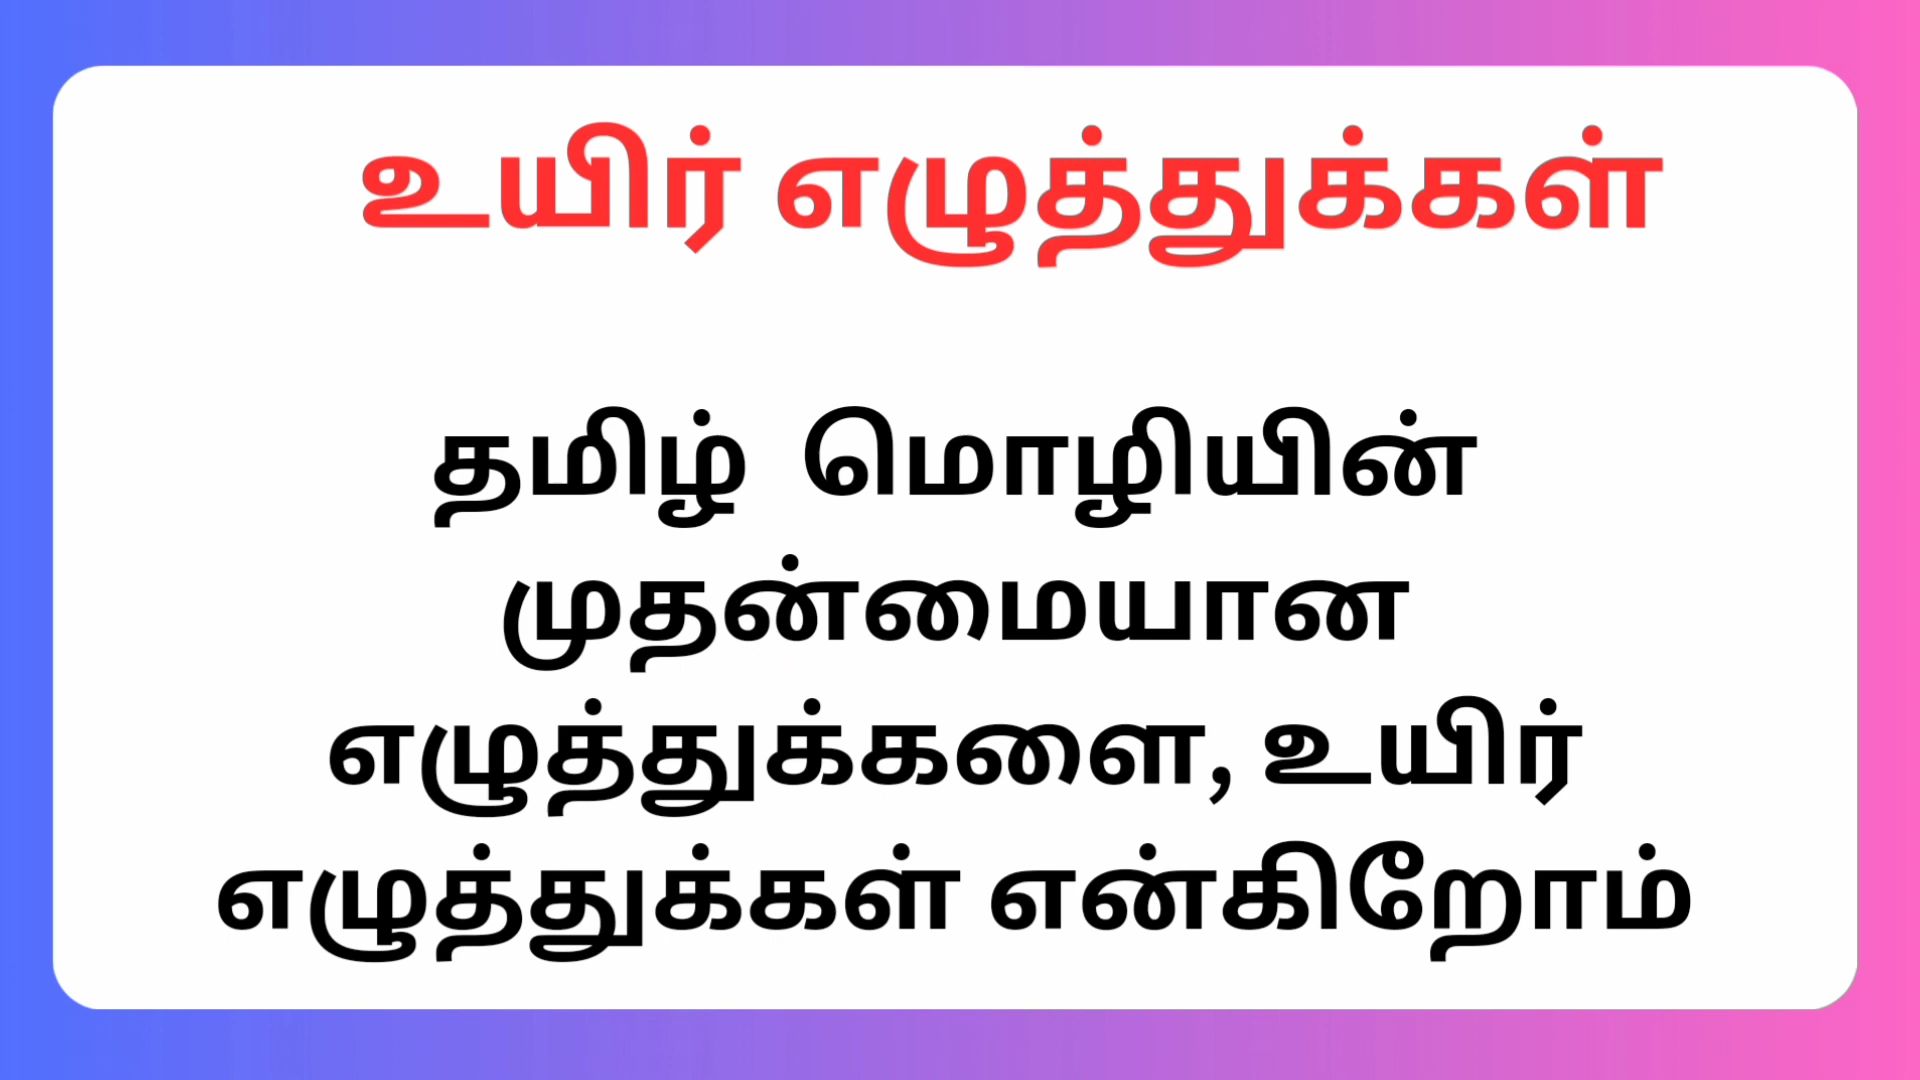 உயிர் எழுத்துக்கள்
தமிழ் மொழியின்
முதன்மையான
எழுத்துக்களை, உயிர்
எழுத்துக்கள் என்கிறோம்